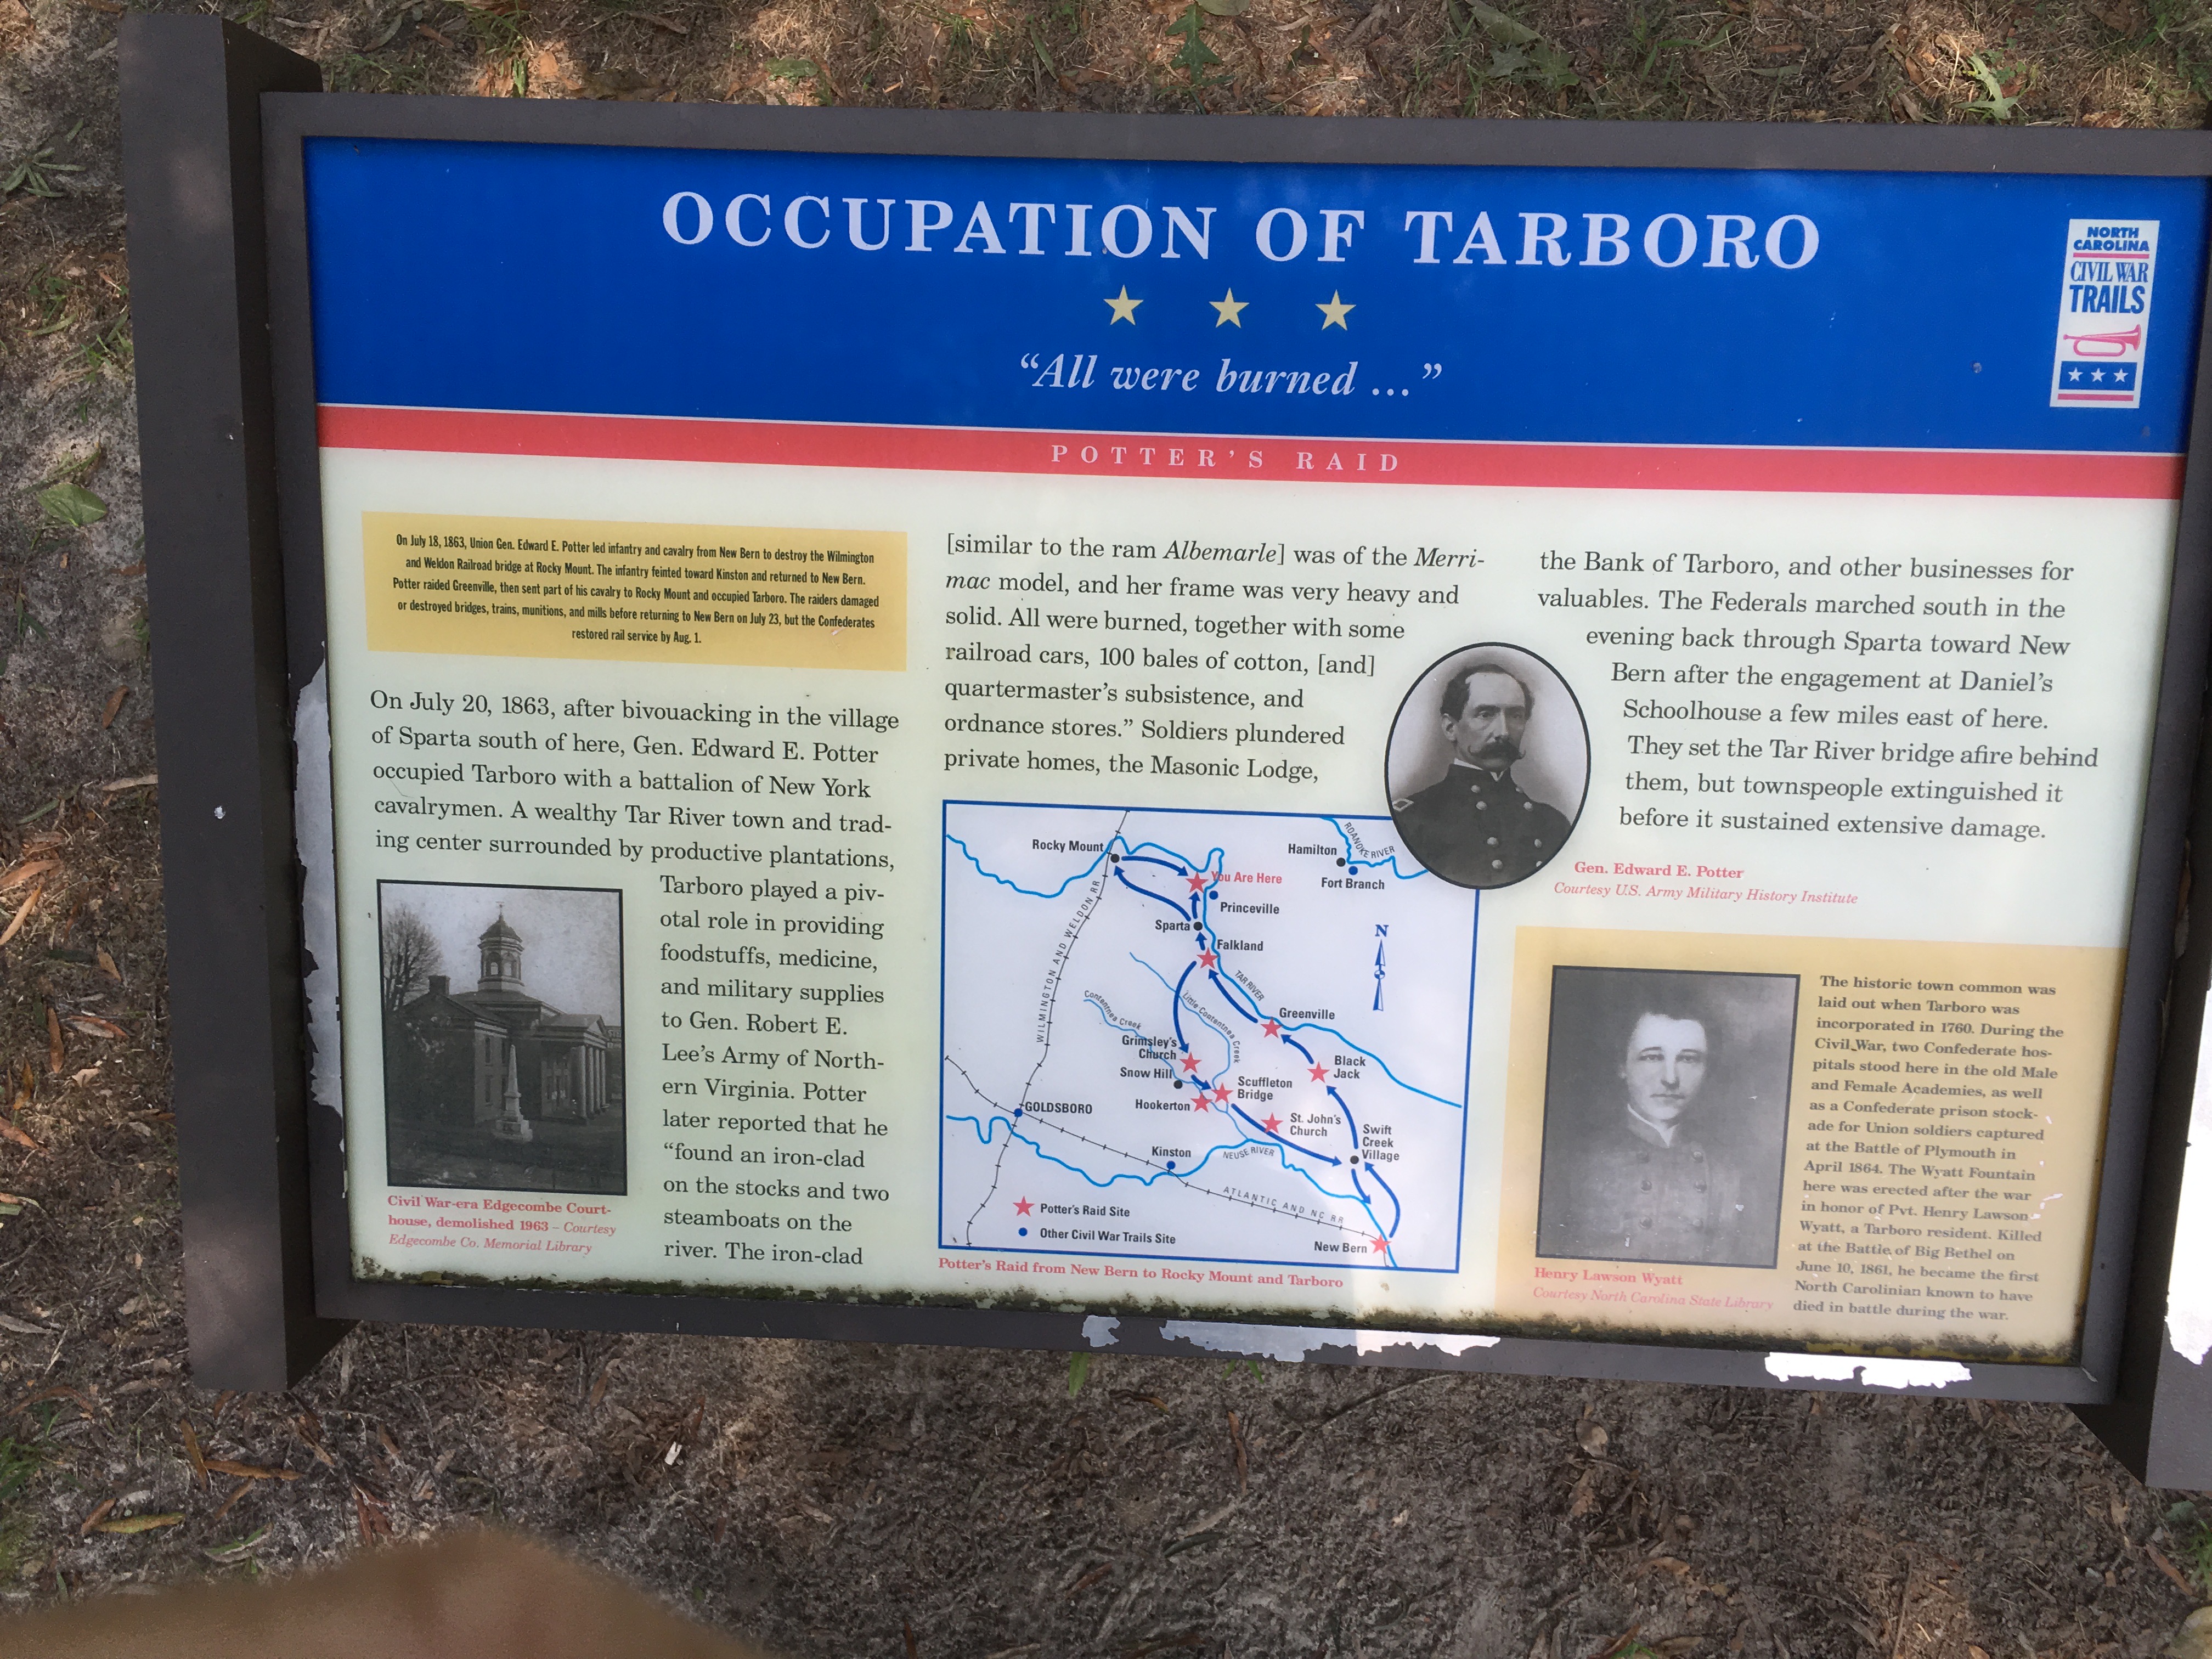 OCCUPATION OF TARBORO
"All were burned ..."
NORTH
CAROLINA
CIVIL WAR
TRAILS
POTTER'S RAID
On July 18, 1863, Union Gen. Edward E. Potter led infantry and cavalry from New Bern to destroy the Wilmington
and Weldon Railroad bridge at Rocky Mount. The infantry feinted toward Kinston and returned to New Bern.
Potter raided Greenville, then sent part of his cavalry to Rocky Mount and occupied Tarboro. The raiders damaged
or destroyed bridges, trains, munitions, and mills before returning to New Bern on July 23, but the Confederates
restored rail service by Aug. 1.
On July 20, 1863, after bivouacking in the village
of Sparta south of here, Gen. Edward E. Potter
occupied Tarboro with a battalion of New York
cavalrymen. A wealthy Tar River town and trad-
ing center surrounded by productive plantations,
Tarboro played a piv-
otal role in providing
foodstuffs, medicine,
and military supplies
to Gen. Robert E.
Lee's Army of North-
ern Virginia. Potter
later reported that he
"found an iron-clad
on the stocks and two
steamboats on the
river. The iron-clad
Civil War-era Edgecombe Court-
house, demolished 1963 – Courtesy
Edgecombe Co. Memorial Library
[similar to the ram Albemarle] was of the Merri-
mac model, and her frame was very heavy and
solid. All were burned, together with some
railroad cars, 100 bales of cotton, [and]
quartermaster's subsistence, and
ordnance stores." Soldiers plundered
private homes, the Masonic Lodge,
Rocky Mount
You Are Here
Princeville
Hamilton
ROANOKE RIVER
Fort Branch
Sparta
Falkland
N
WILMINGTON AND WELDON RR
TAR RIVER
Contentnea Creek
Little Contentnea Creek
Greenville
Grimsley's
Church
Snow Hill
Black
Jack
Scuffleton
Bridge
Hookerton
GOLDSBORO
St. John's
Church
Swift
Creek
Village
Kinston
NEUSE RIVER
ATLANTIC AND NC RR
Potter's Raid Site
Other Civil War Trails Site
New Bern
Potter's Raid from New Bern to Rocky Mount and Tarboro
the Bank of Tarboro, and other businesses for
valuables. The Federals marched south in the
evening back through Sparta toward New
Bern after the engagement at Daniel's
Schoolhouse a few miles east of here.
They set the Tar River bridge afire behind
them, but townspeople extinguished it
before it sustained extensive damage.
Gen. Edward E. Potter
Courtesy U.S. Army Military History Institute
The historic town common was
laid out when Tarboro was
incorporated in 1760. During the
Civil War, two Confederate hos-
pitals stood here in the old Male
and Female Academies, as well
as a Confederate prison stock-
ade for Union soldiers captured
at the Battle of Plymouth in
April 1864. The Wyatt Fountain
here was erected after the war
in honor of Pvt. Henry Lawson
Wyatt, a Tarboro resident. Killed
at the Battle of Big Bethel on
June 10, 1861, he became the first
North Carolinian known to have
died in battle during the war.
Henry Lawson Wyatt
Courtesy North Carolina State Library